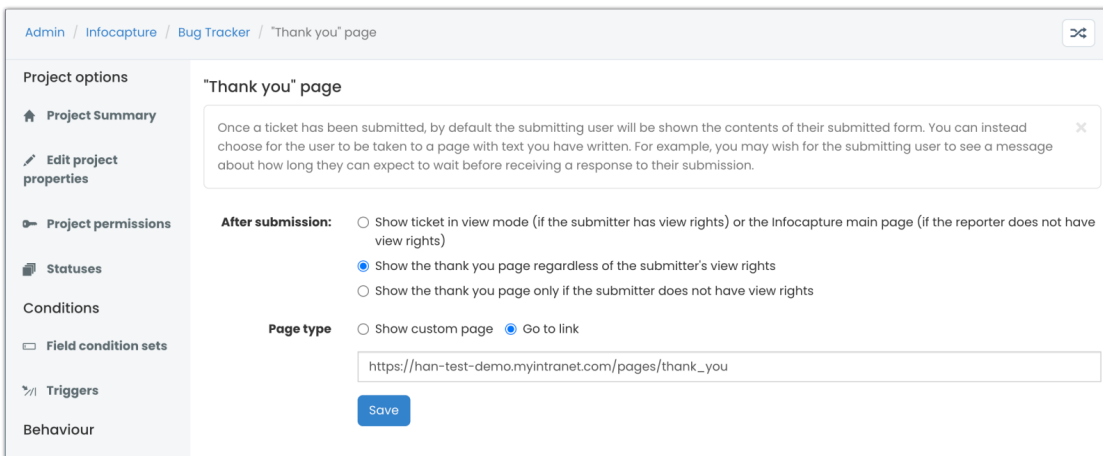 Admin / Infocapture / Bug Tracker / "Thank you" page
Project options
Project Summary
Edit project
properties
Project permissions
Statuses
Conditions
Field condition sets
Triggers
Behaviour
"Thank you" page
Once a ticket has been submitted, by default the submitting user will be shown the contents of their submitted form. You can instead
choose for the user to be taken to a page with text you have written. For example, you may wish for the submitting user to see a message
about how long they can expect to wait before receiving a response to their submission.
After submission:
Show ticket in view mode (if the submitter has view rights) or the Infocapture main page (if the reporter does not have
view rights)
Show the thank you page regardless of the submitter's view rights
Show the thank you page only if the submitter does not have view rights
Page type
Show custom page Go to link
https://han-test-demo.myintranet.com/pages/thank_you
Save